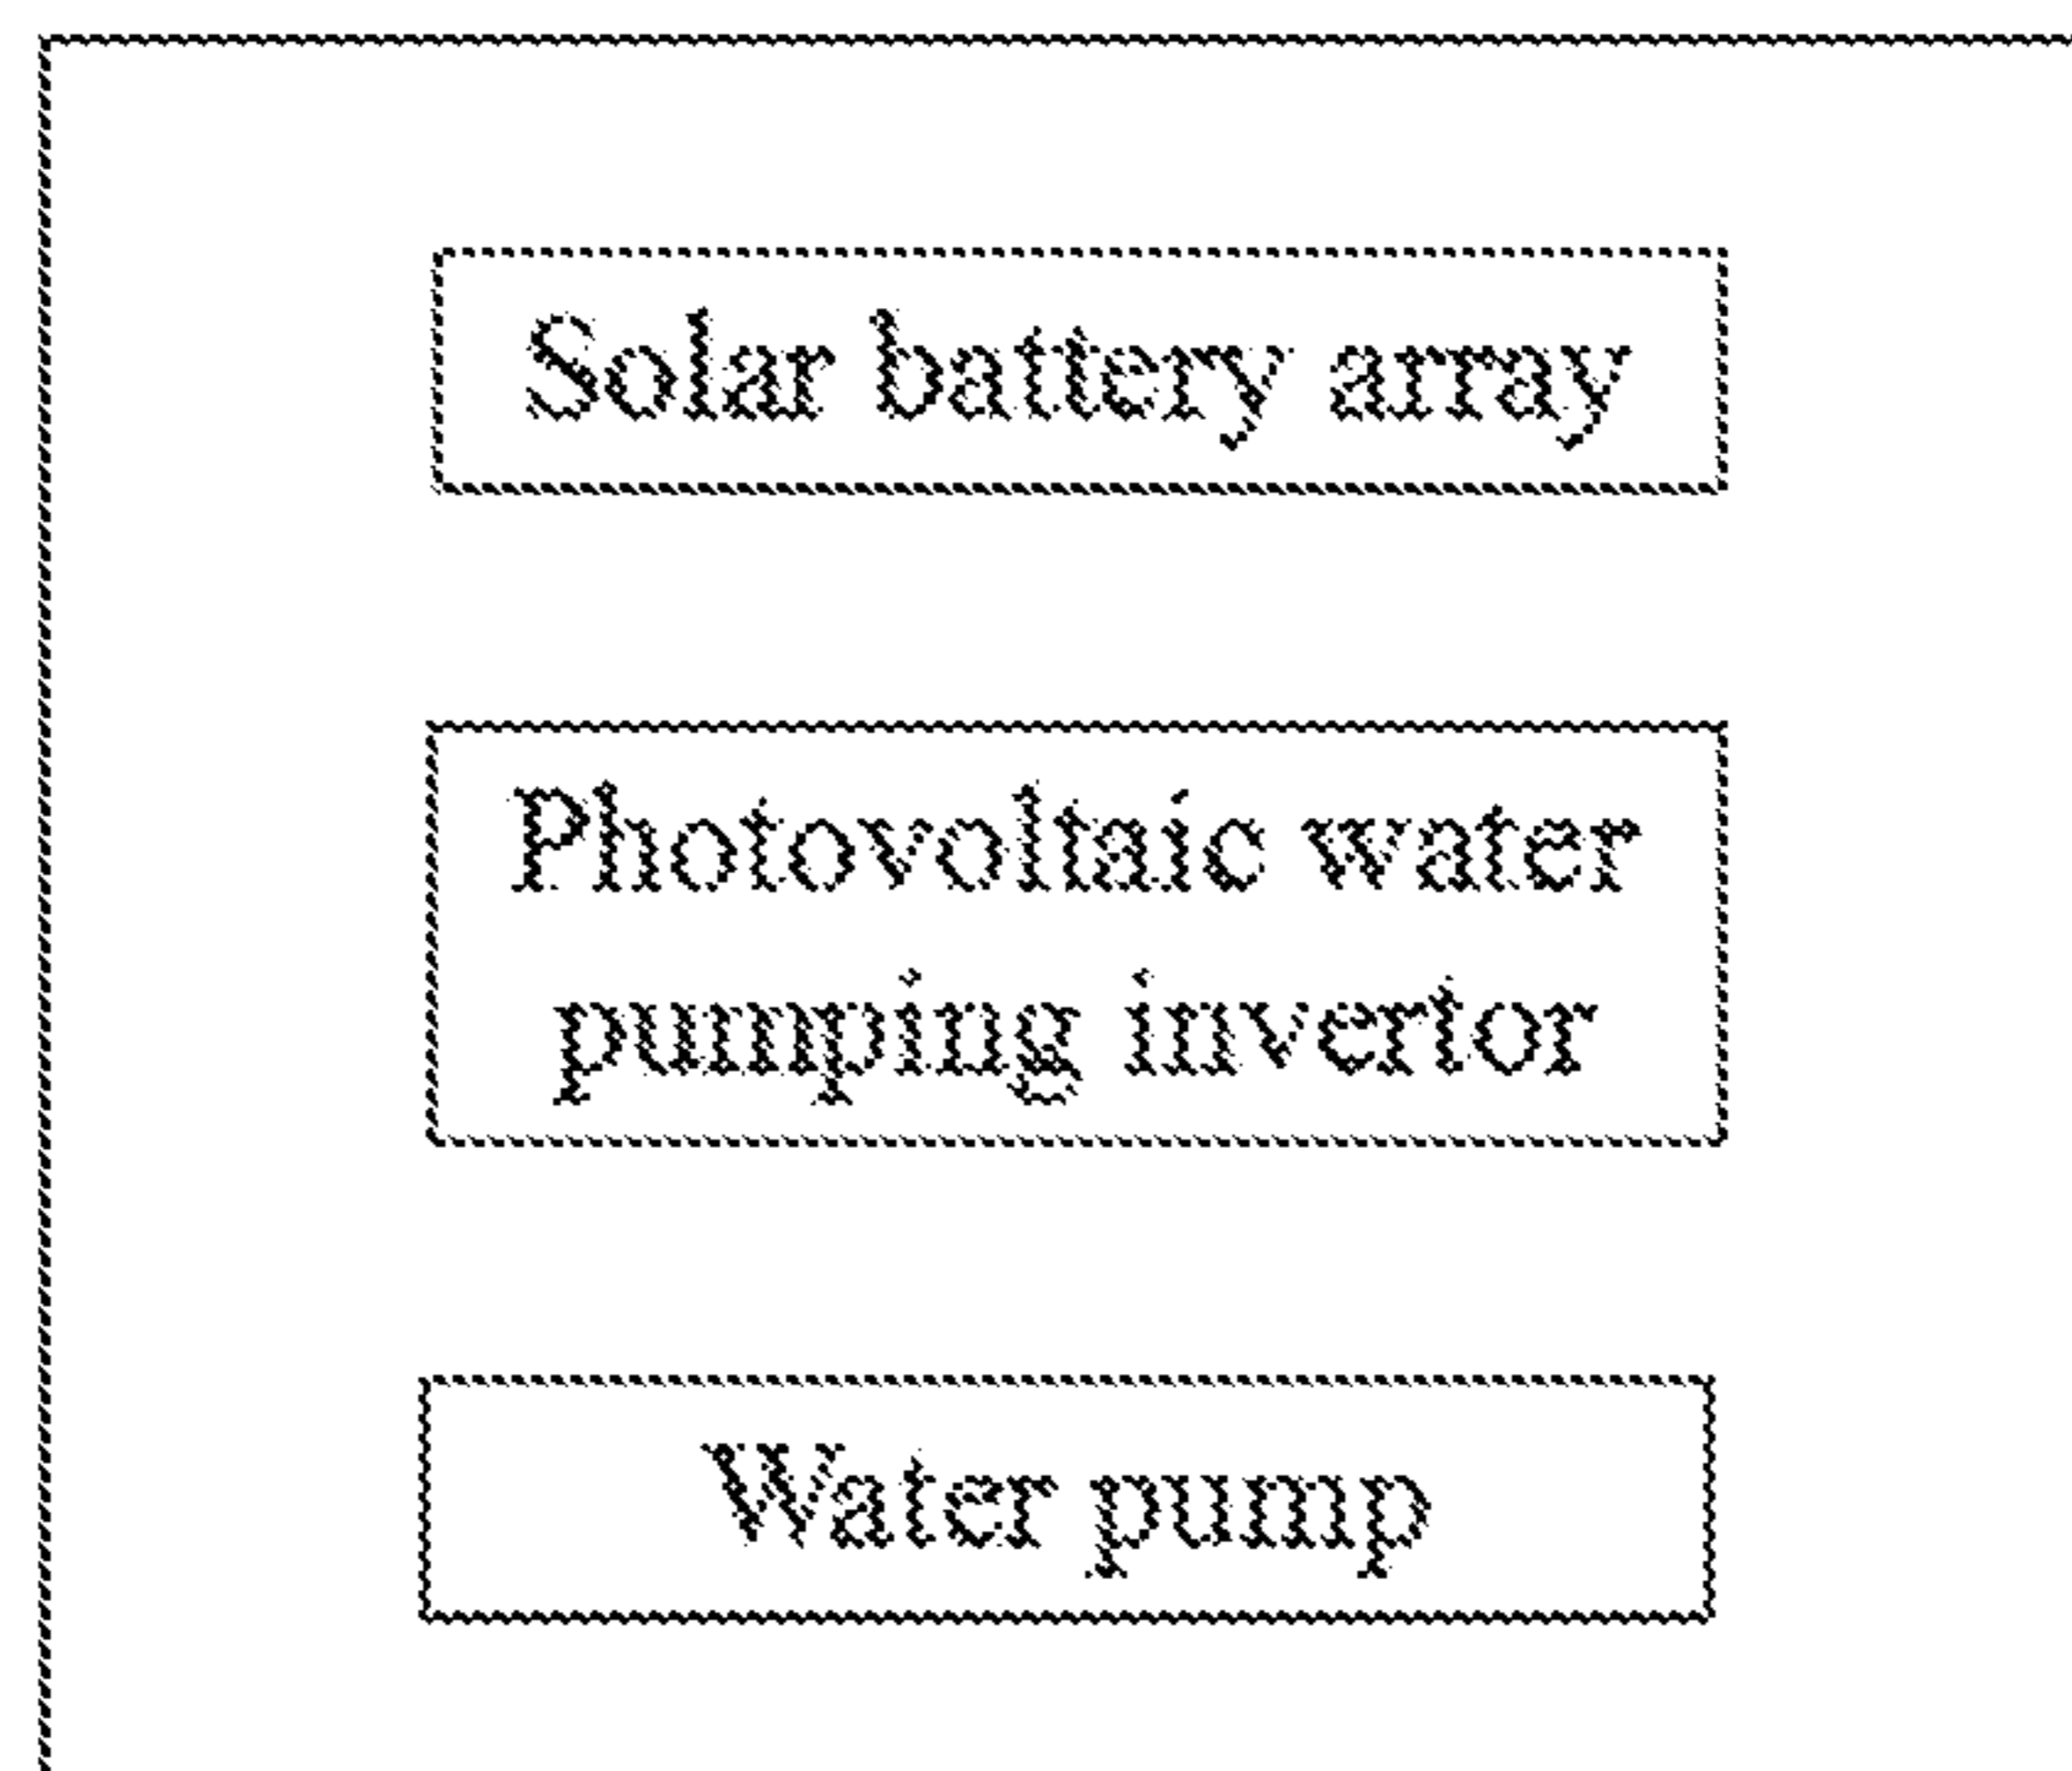 Solar battery array
Photovoltaic water
pumping invertor
Water pump